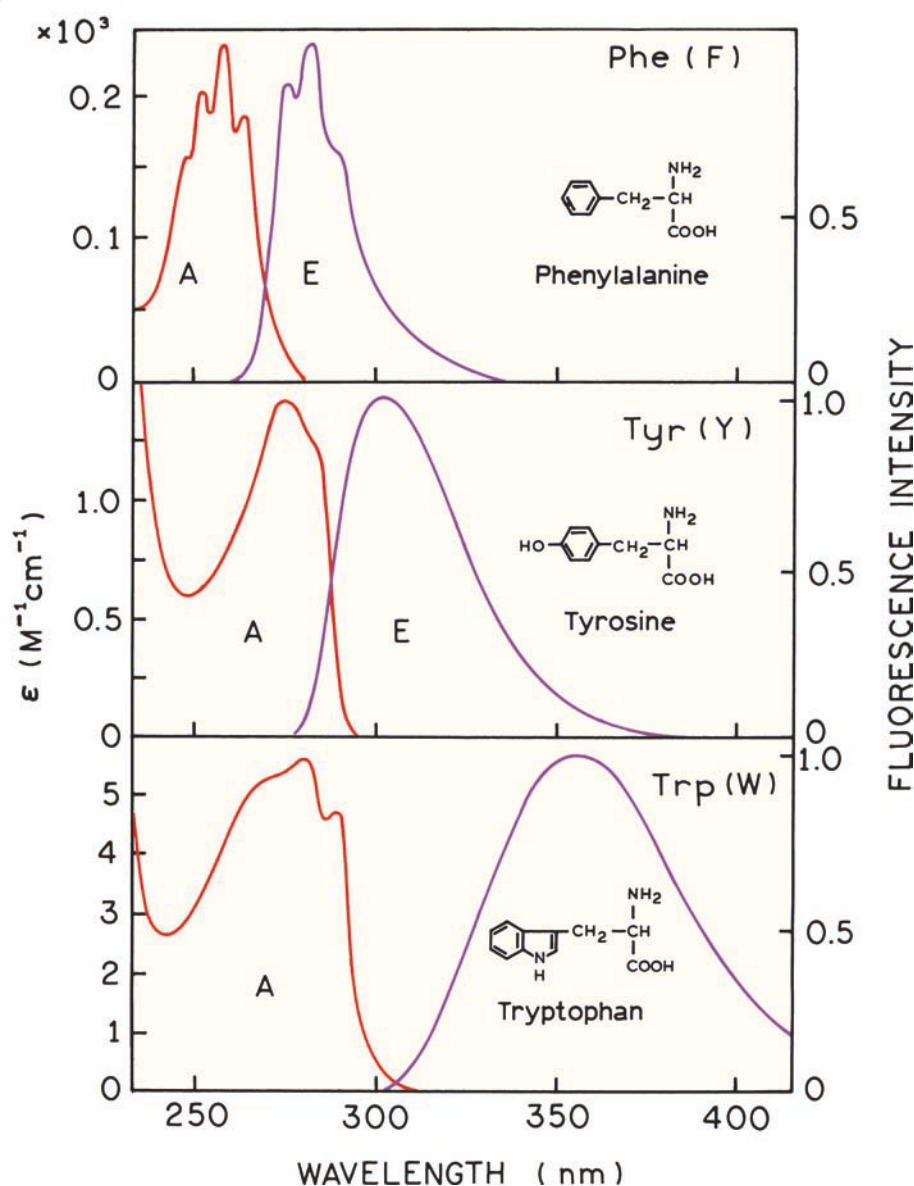 ×10³
Phe (F)
0.2
NH₂
CH₂
CH
COOH
0.5
0.1
A
E
Phenylalanine
0
0
1.0
Tyr (Y)
1.0
NH₂
HO
CH₂
CH
COOH
0.5
0.5
A
E
Tyrosine
0
0
5
Trp (W)
1.0
4
NH₂
3
CH₂
CH
0.5
N
H
COOH
2
A
Tryptophan
1
0
0
250
300
350
400
WAVELENGTH (nm)
ε (M⁻¹cm⁻¹)
FLUORESCENCE INTENSITY